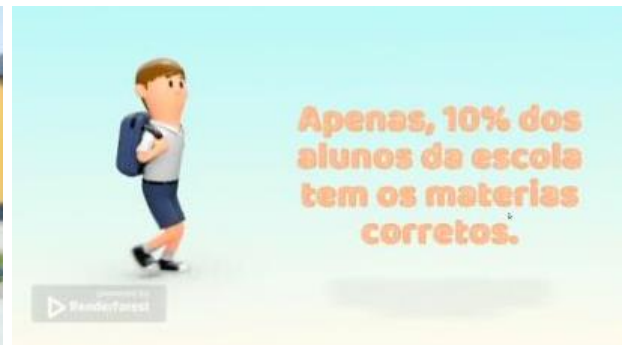 Apenas, 10% dos
alunos da escola
tem os materias
corretos.
Renderforest